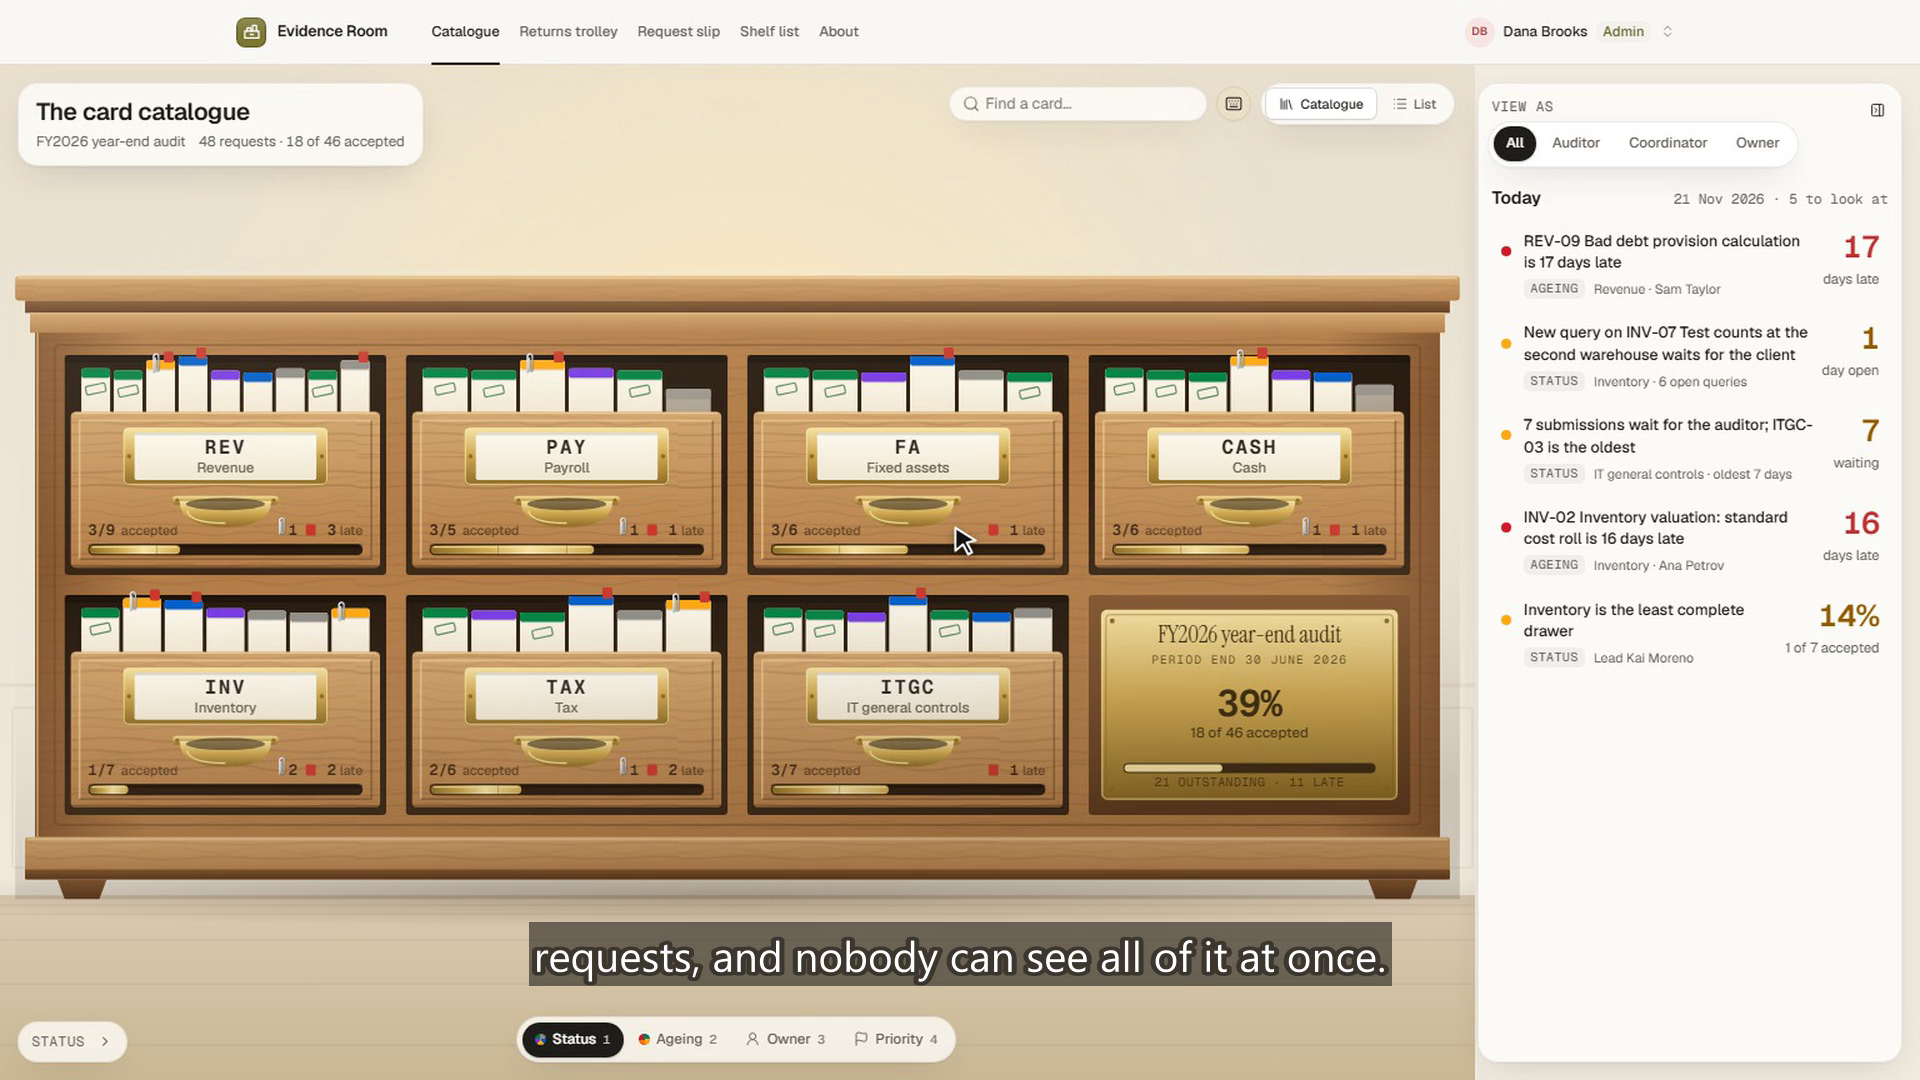 Evidence Room
Catalogue
Returns trolley
Request slip
Shelf list
About
DB
Dana Brooks
Admin
The card catalogue
FY2026 year-end audit 48 requests · 18 of 46 accepted
Find a card...
Catalogue
List
VIEW AS
All
Auditor
Coordinator
Owner
Today
21 Nov 2026 · 5 to look at
REV-09 Bad debt provision calculation
is 17 days late
AGEING Revenue · Sam Taylor
17
days late
New query on INV-07 Test counts at the
second warehouse waits for the client
STATUS Inventory · 6 open queries
1
day open
7 submissions wait for the auditor; ITGC-
03 is the oldest
STATUS IT general controls · oldest 7 days
7
waiting
INV-02 Inventory valuation: standard
cost roll is 16 days late
AGEING Inventory · Ana Petrov
16
days late
Inventory is the least complete
drawer
STATUS Lead Kai Moreno
14%
1 of 7 accepted
REV
Revenue
3/9 accepted 1 3 late
PAY
Payroll
3/5 accepted 1 1 late
FA
Fixed assets
3/6 accepted 1 late
CASH
Cash
3/6 accepted 1 1 late
INV
Inventory
1/7 accepted 2 2 late
TAX
Tax
2/6 accepted 1 2 late
ITGC
IT general controls
3/7 accepted 1 late
FY2026 year-end audit
PERIOD END 30 JUNE 2026
39%
18 of 46 accepted
21 OUTSTANDING · 11 LATE
requests, and nobody can see all of it at once.
STATUS
Status 1
Ageing 2
Owner 3
Priority 4